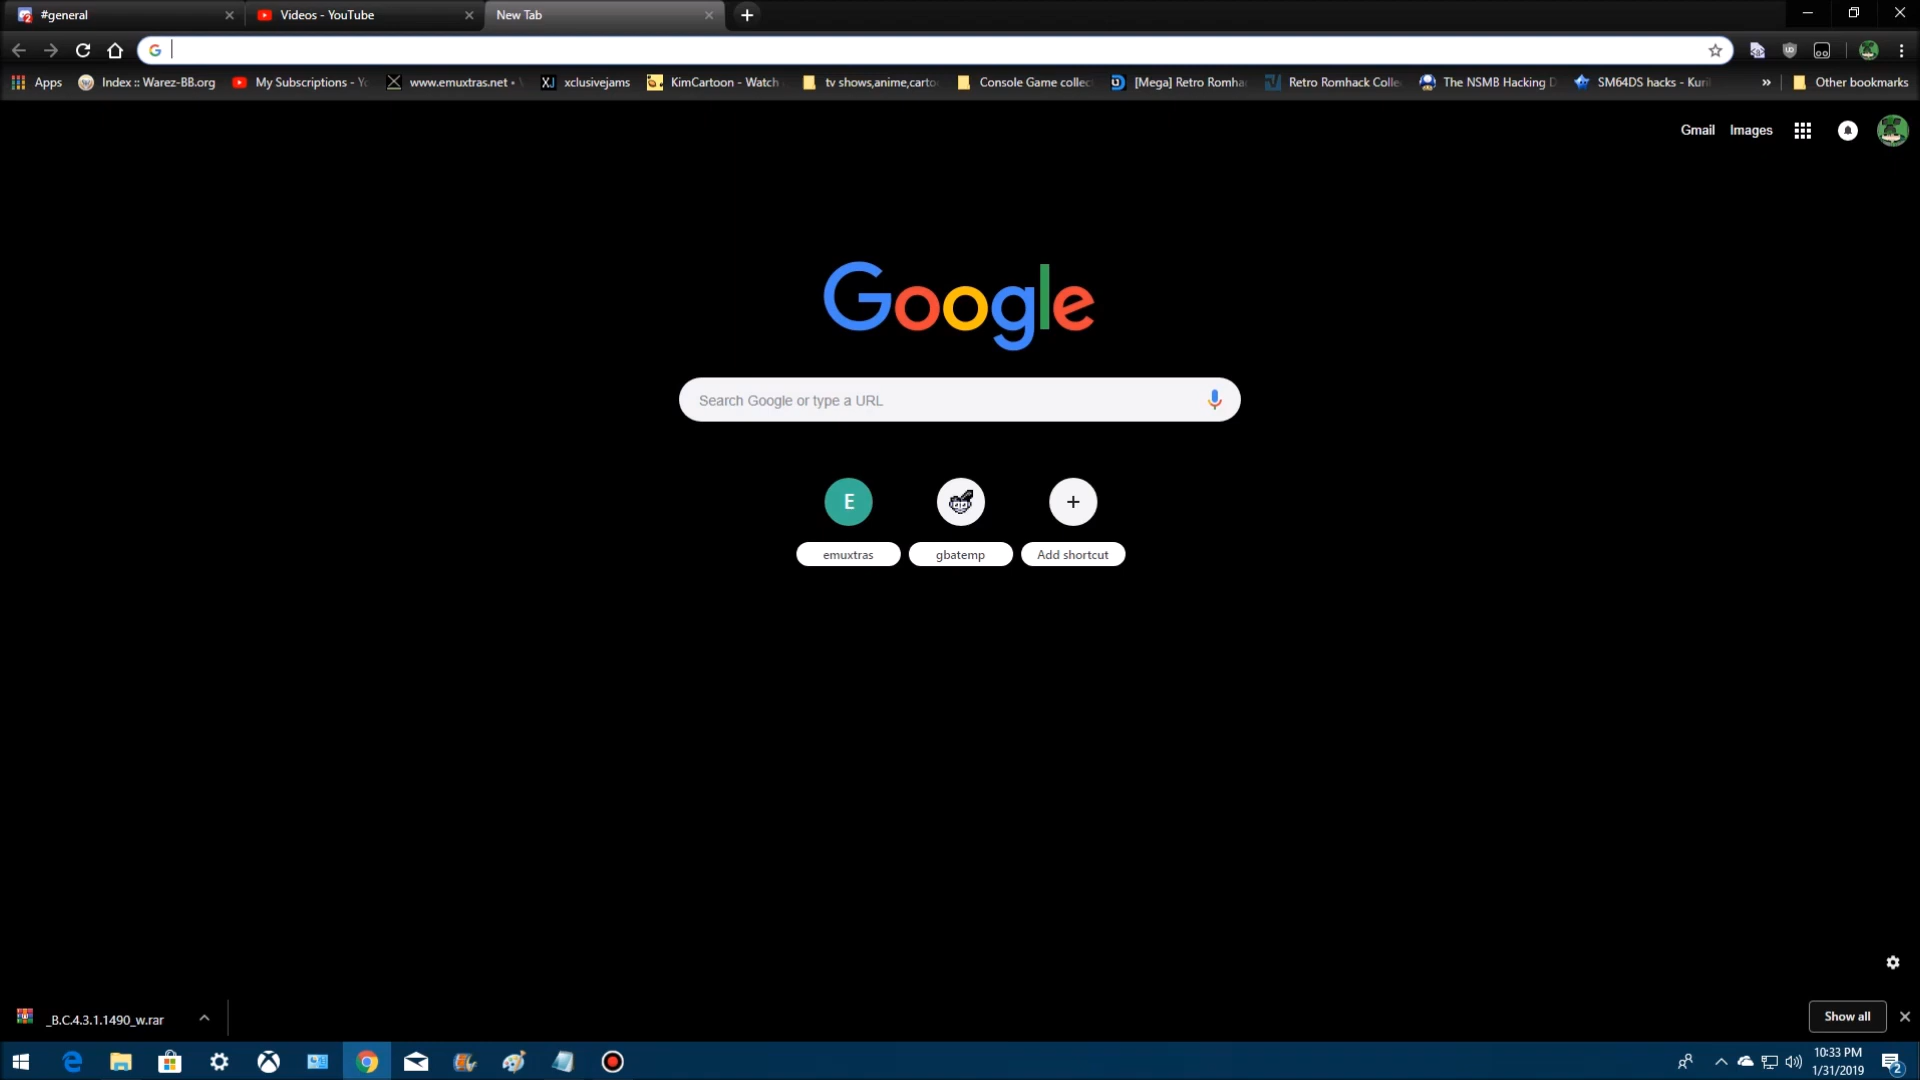 #general
Videos - YouTube
New Tab
Apps
Index :: Warez-BB.org
My Subscriptions - Yo
www.emuxtras.net •
xclusivejams
KimCartoon - Watch
tv shows,anime,carto
Console Game collec
[Mega] Retro Romha
Retro Romhack Colle
The NSMB Hacking D
SM64DS hacks - Kuri
»
Other bookmarks
Gmail
Images
Google
Search Google or type a URL
E
emuxtras
gbatemp
Add shortcut
_B.C.4.3.1.1490_w.rar
Show all
10:33 PM
1/31/2019
2